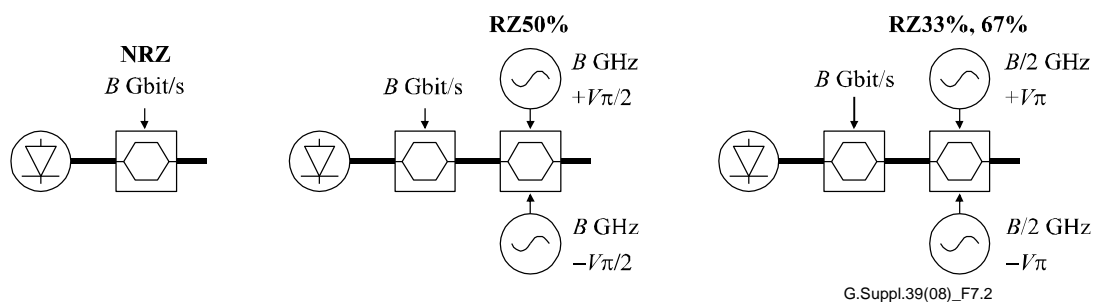 NRZ
B Gbit/s
RZ50%
B Gbit/s
B GHz
+Vπ/2
B GHz
−Vπ/2
RZ33%, 67%
B Gbit/s
B/2 GHz
+Vπ
B/2 GHz
−Vπ
G.Suppl.39(08)_F7.2